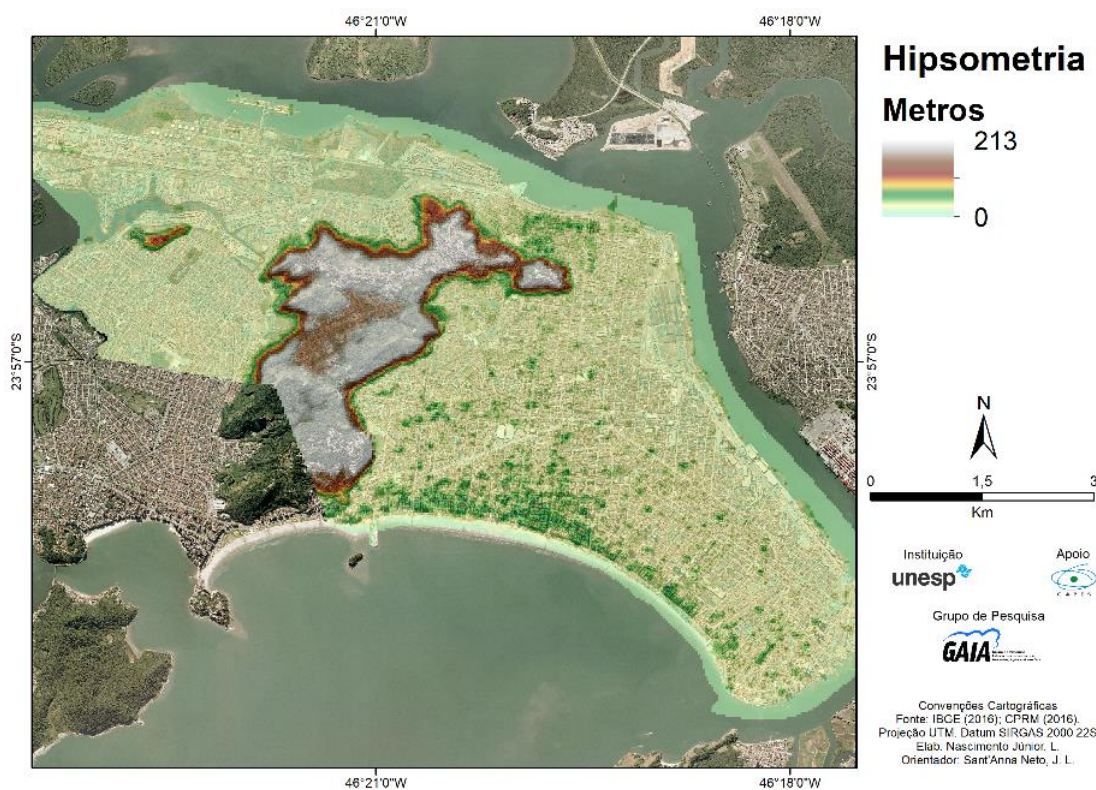 46°21'0"W
46°18'0"W
23°57'0"S
23°57'0"S
Hipsometria
Metros
213
0
N
0
1,5
3
Km
Instituição
unesp
Apoio
CAPES
Grupo de Pesquisa
GAIA
Convenções Cartográficas
Fonte: IBGE (2016); CPRM (2016).
Projeção UTM. Datum SIRGAS 2000 22S
Elab. Nascimento Júnior, L.
Orientador: Sant'Anna Neto, J. L.
46°21'0"W
46°18'0"W